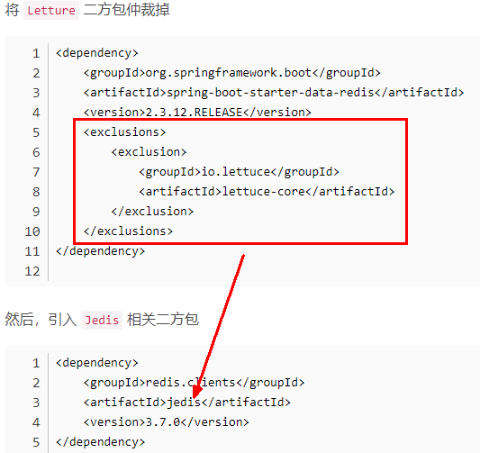 将 Letture 二方包仲裁掉
1 <dependency>
2 <groupId>org.springframework.boot</groupId>
3 <artifactId>spring-boot-starter-data-redis</artifactId>
4 <version>2.3.12.RELEASE</version>
5 <exclusions>
6 <exclusion>
7 <groupId>io.lettuce</groupId>
8 <artifactId>lettuce-core</artifactId>
9 </exclusion>
10 </exclusions>
11 </dependency>
12
然后，引入 Jedis 相关二方包
1 <dependency>
2 <groupId>redis.clients</groupId>
3 <artifactId>jedis</artifactId>
4 <version>3.7.0</version>
5 </dependency>